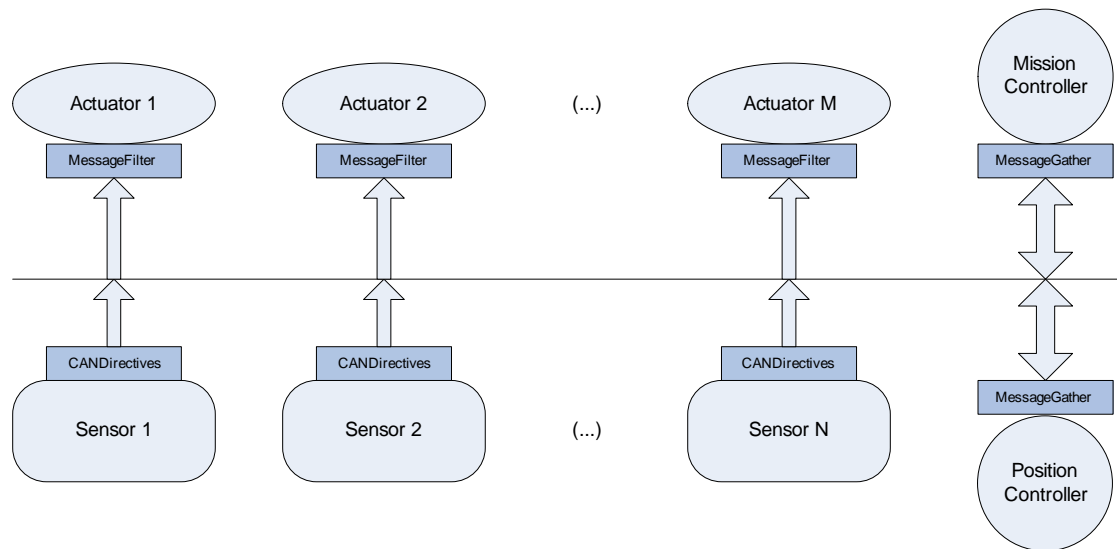 Mission
Controller
Actuator 1
Actuator 2
(...)
Actuator M
MessageFilter
MessageFilter
MessageFilter
MessageGather
CANDirectives
CANDirectives
CANDirectives
MessageGather
Sensor 1
Sensor 2
(...)
Sensor N
Position
Controller